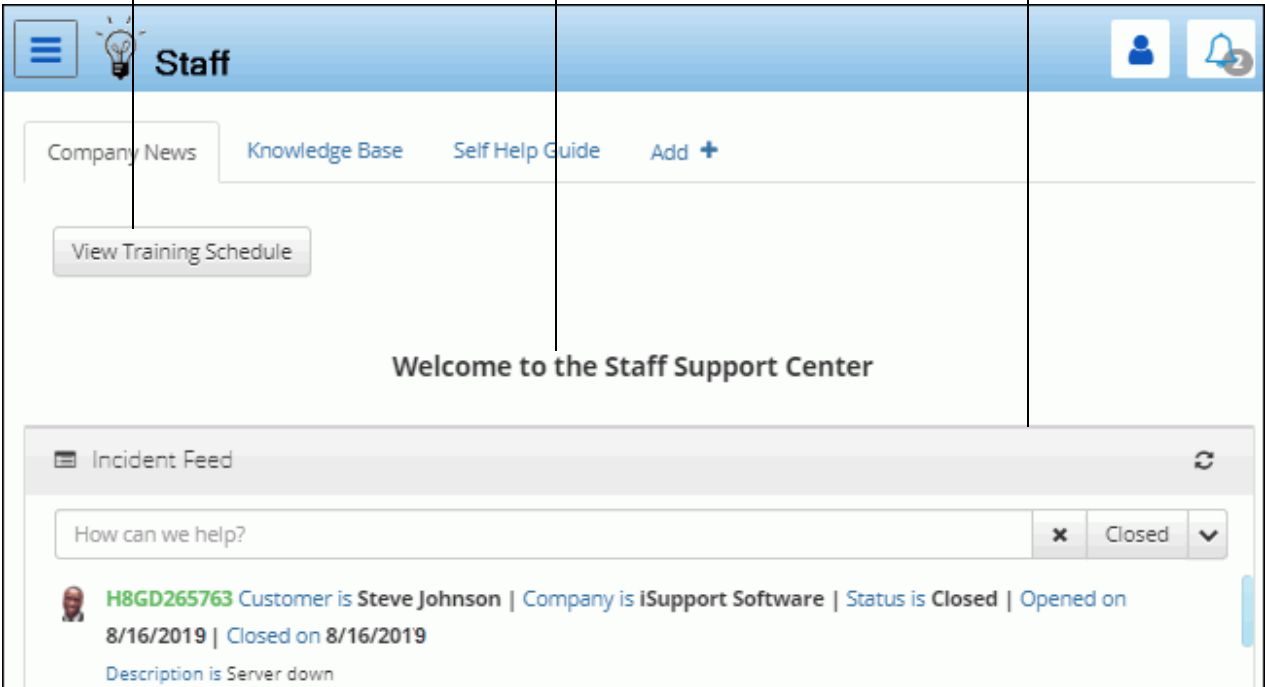 Staff
2
Company News Knowledge Base Self Help Guide Add
View Training Schedule
Welcome to the Staff Support Center
Incident Feed
How can we help? Closed
H8GD265763 Customer is Steve Johnson | Company is iSupport Software | Status is Closed | Opened on
8/16/2019 | Closed on 8/16/2019
Description is Server down